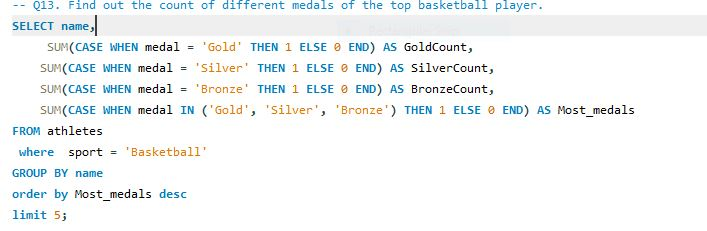 -- Q13. Find out the count of different medals of the top basketball player.
SELECT name,
SUM(CASE WHEN medal = 'Gold' THEN 1 ELSE 0 END) AS GoldCount,
SUM(CASE WHEN medal = 'Silver' THEN 1 ELSE 0 END) AS SilverCount,
SUM(CASE WHEN medal = 'Bronze' THEN 1 ELSE 0 END) AS BronzeCount,
SUM(CASE WHEN medal IN ('Gold', 'Silver', 'Bronze') THEN 1 ELSE 0 END) AS Most_medals
FROM athletes
where sport = 'Basketball'
GROUP BY name
order by Most_medals desc
limit 5;